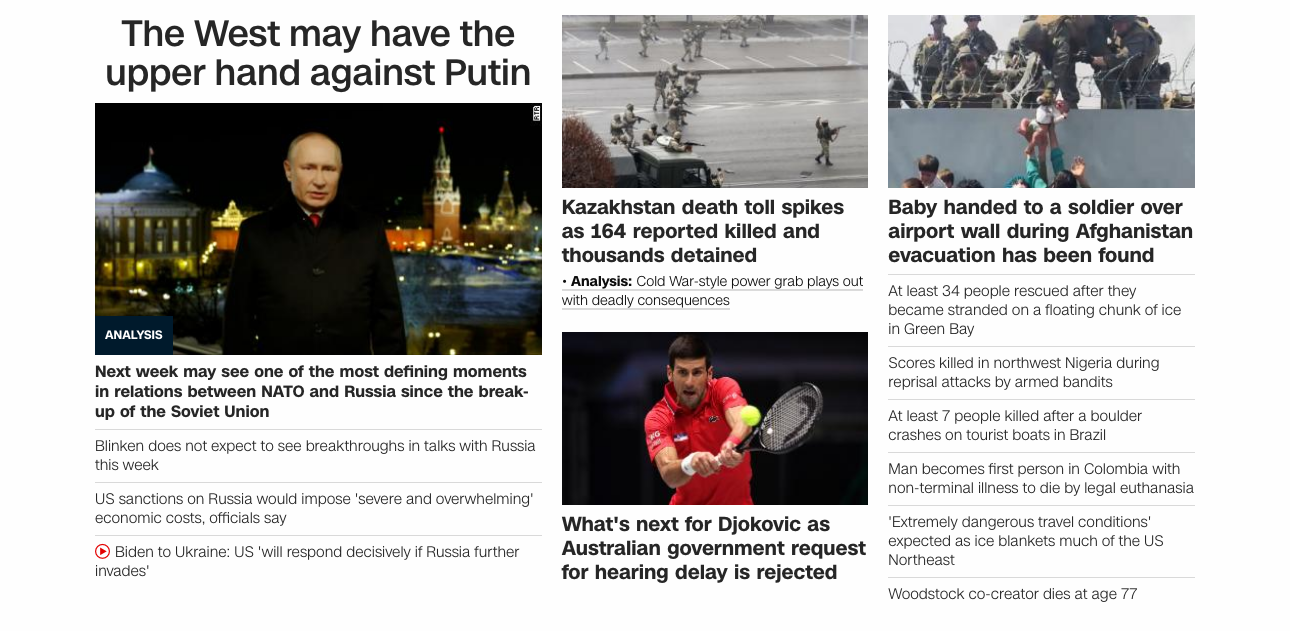 The West may have the
upper hand against Putin
RTR
ANALYSIS
Next week may see one of the most defining moments
in relations between NATO and Russia since the break-
up of the Soviet Union
Blinken does not expect to see breakthroughs in talks with Russia
this week
US sanctions on Russia would impose 'severe and overwhelming'
economic costs, officials say
Biden to Ukraine: US 'will respond decisively if Russia further
invades'
Kazakhstan death toll spikes
as 164 reported killed and
thousands detained
• Analysis: Cold War-style power grab plays out
with deadly consequences
What's next for Djokovic as
Australian government request
for hearing delay is rejected
Baby handed to a soldier over
airport wall during Afghanistan
evacuation has been found
At least 34 people rescued after they
became stranded on a floating chunk of ice
in Green Bay
Scores killed in northwest Nigeria during
reprisal attacks by armed bandits
At least 7 people killed after a boulder
crashes on tourist boats in Brazil
Man becomes first person in Colombia with
non-terminal illness to die by legal euthanasia
'Extremely dangerous travel conditions'
expected as ice blankets much of the US
Northeast
Woodstock co-creator dies at age 77